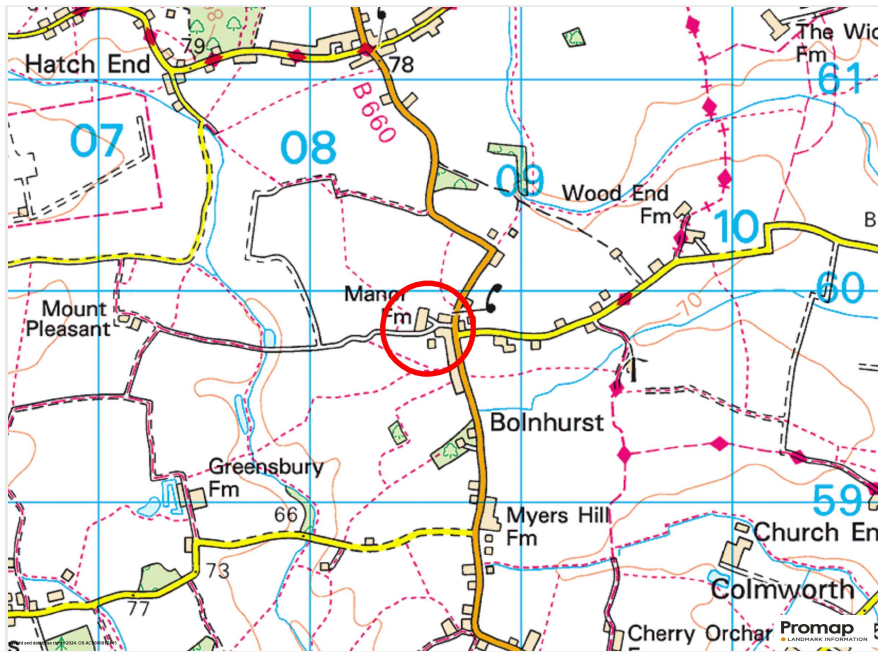 79
Hatch End
78
B 660
The Wic
Fm
61
07
08
09
Wood End
Fm
10
B
Manor
Fm
60
Mount
Pleasant
70
Bolnhurst
Greensbury
Fm
66
59
Myers Hill
Fm
Church En
73
Colmworth
77
Cherry Orchar
s
Promap
LANDMARK INFORMATION